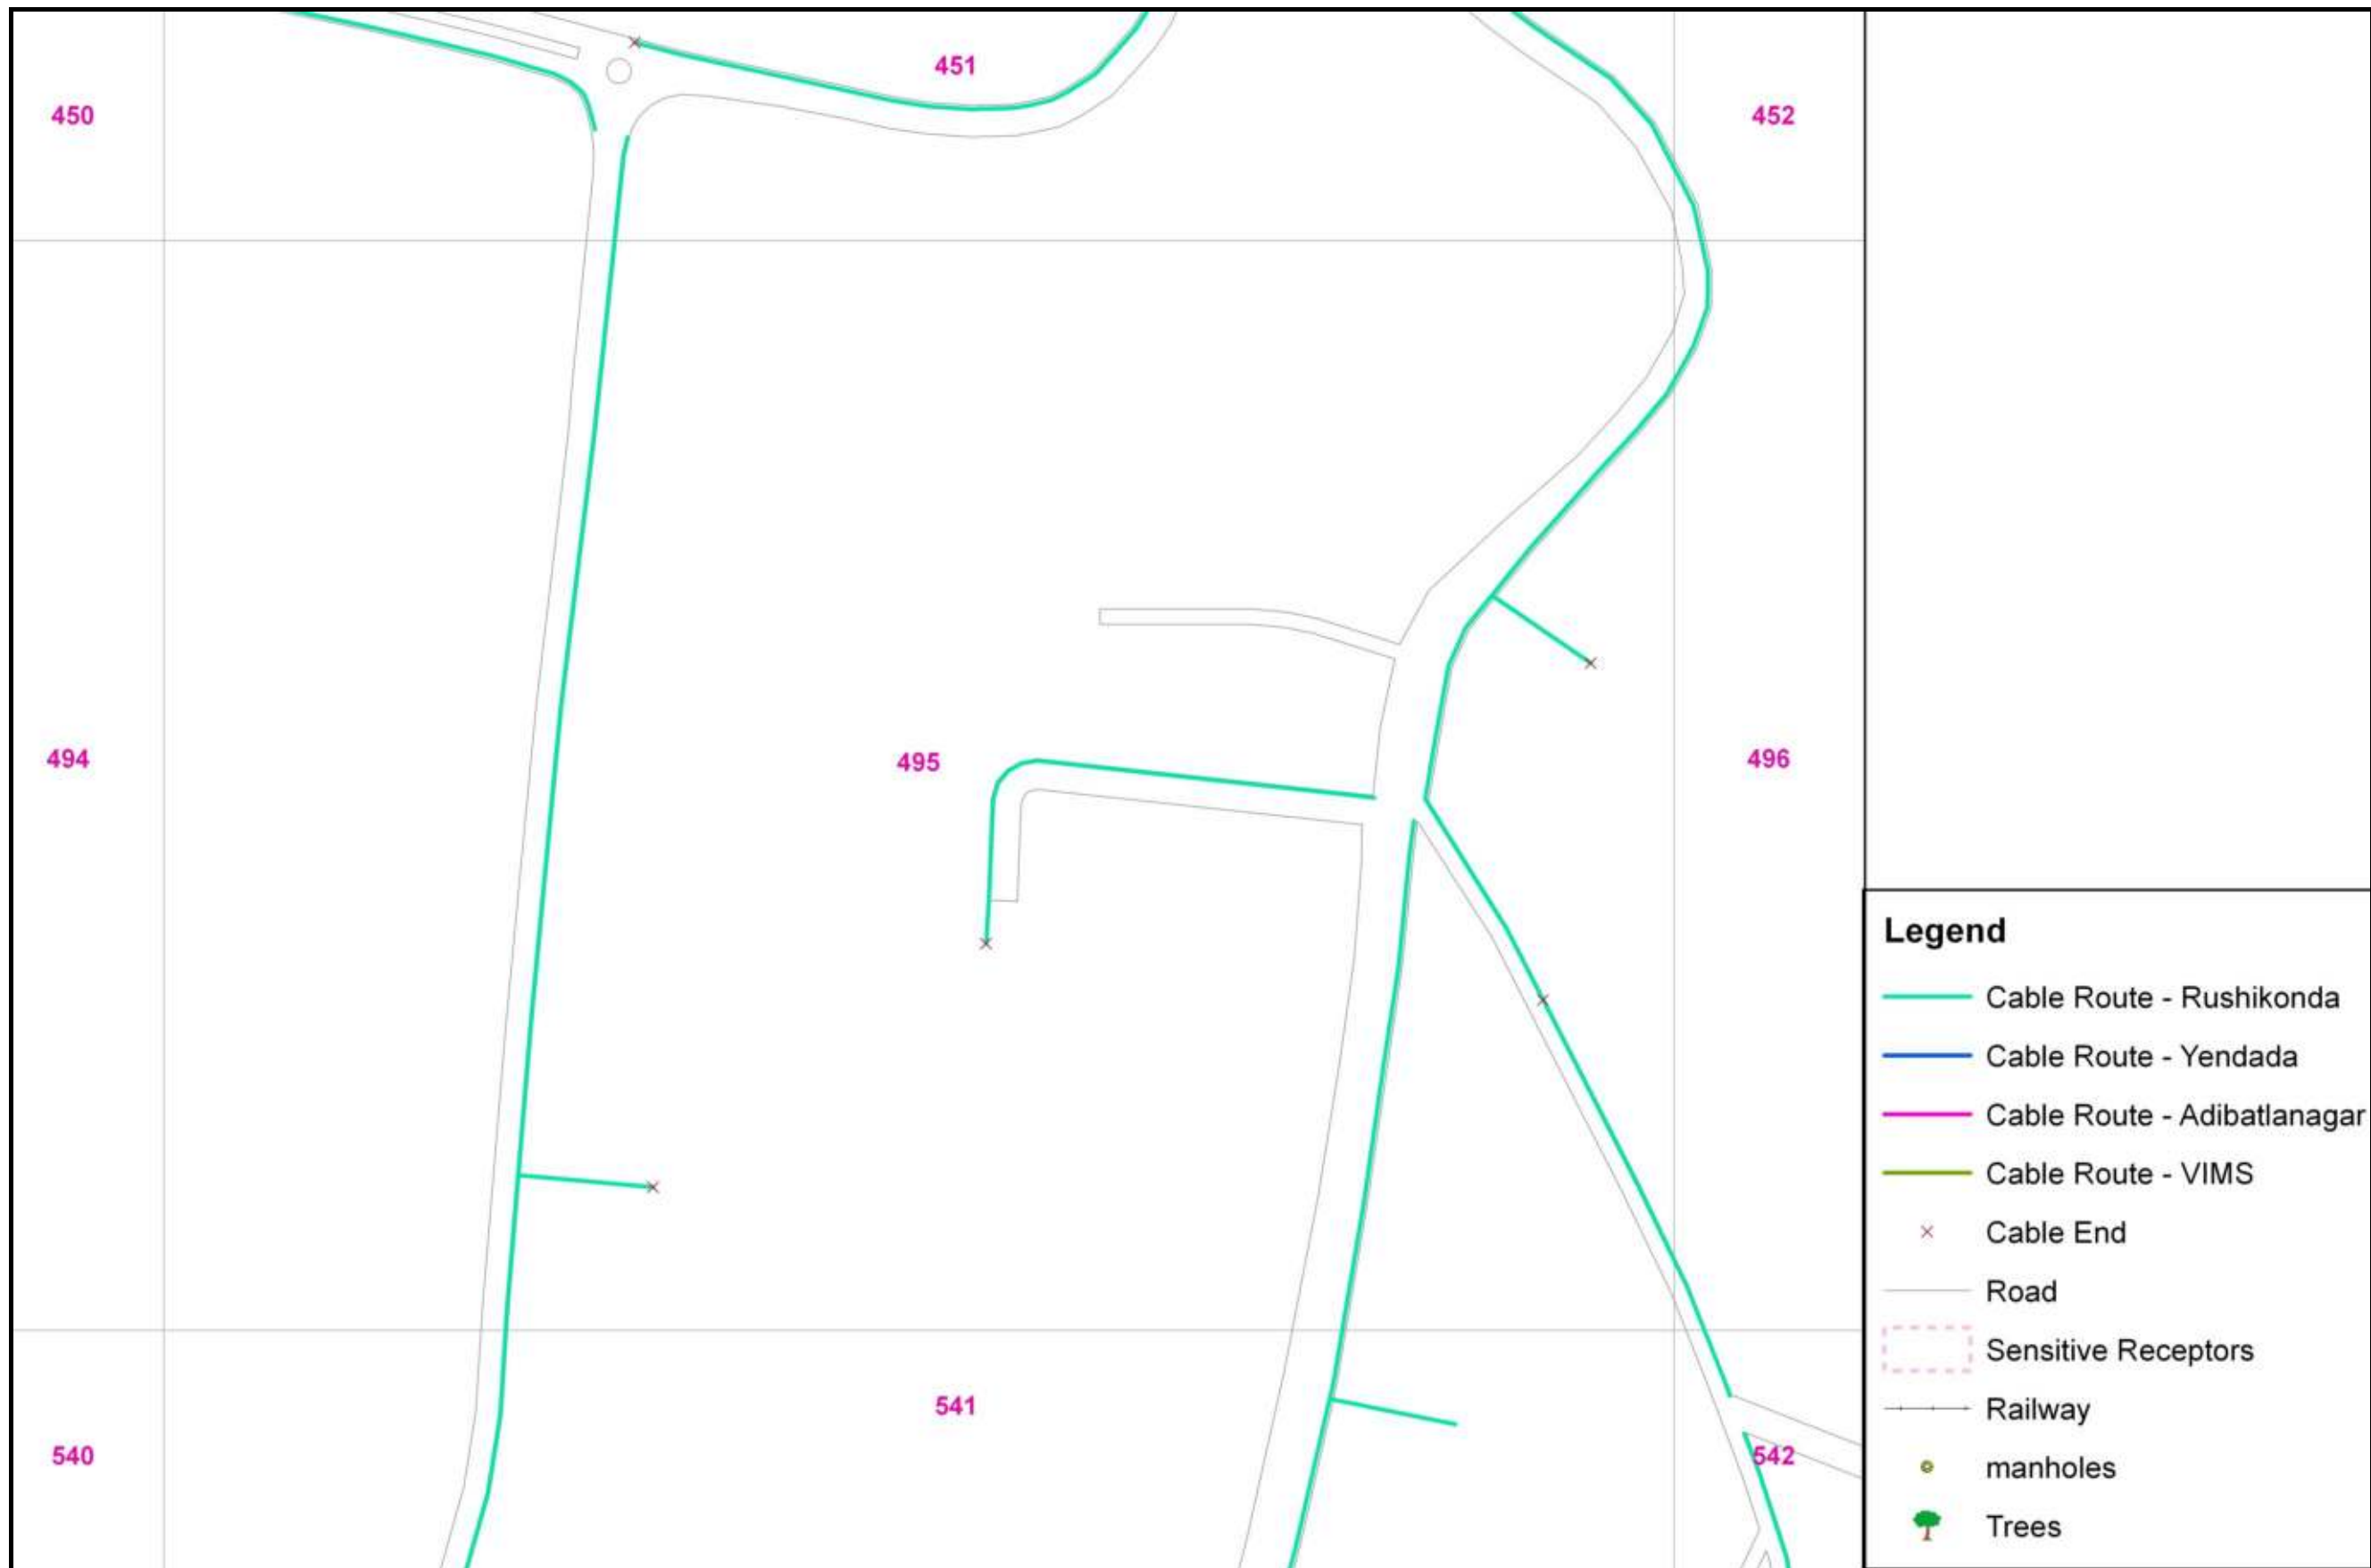 451
450
452
494
495
496
541
540
542
Legend
Cable Route - Rushikonda
Cable Route - Yendada
Cable Route - Adibatlanagar
Cable Route - VIMS
Cable End
Road
Sensitive Receptors
Railway
manholes
Trees